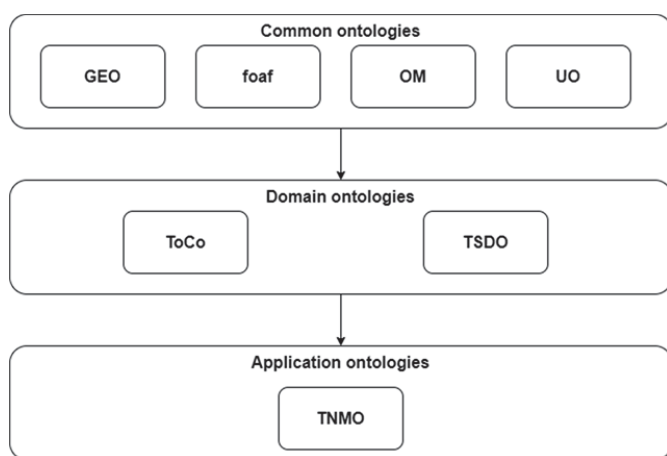 Common ontologies
GEO foaf OM UO
Domain ontologies
ToCo TSDO
Application ontologies
TNMO